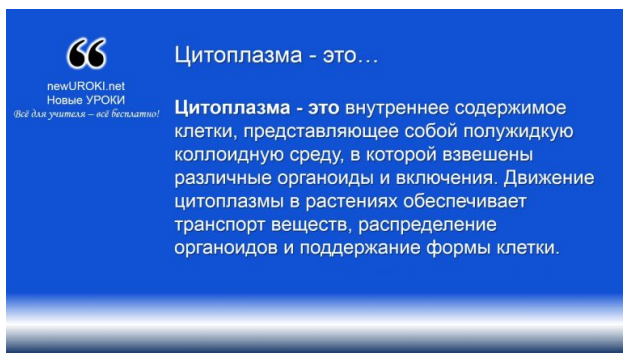 newUROKI.net
Новые УРОКИ
Всё для учителя – всё бесплатно!
Цитоплазма - это…
Цитоплазма - это внутреннее содержимое
клетки, представляющее собой полужидкую
коллоидную среду, в которой взвешены
различные органоиды и включения. Движение
цитоплазмы в растениях обеспечивает
транспорт веществ, распределение
органоидов и поддержание формы клетки.